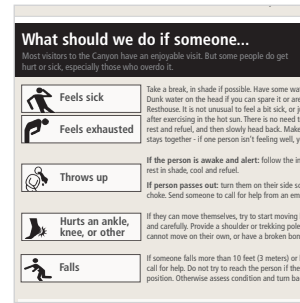 What should we do if someone...
Most visitors to the Canyon have an enjoyable visit. But some people do get
hurt or sick, especially those who overdo it.
Feels sick
Feels exhausted
Take a break, in shade if possible. Have some wa
Dunk water on the head if you can spare it or are
Resthouse. It is not unusual to feel a bit sick, or j
after exercising in the hot sun. There is no need t
rest and refuel, and then slowly head back. Make
stays together - if one person isn't feeling well, y
Throws up
If the person is awake and alert: follow the in
rest in shade, cool and refuel.
If person passes out: turn them on their side so
choke. Send someone to call for help from an em
Hurts an ankle,
knee, or other
If they can move themselves, try to start moving
and carefully. Provide a shoulder or trekking pole
cannot move on their own, or have a broken bon
Falls
If someone falls more than 10 feet (3 meters) or
call for help. Do not try to reach the person if the
position. Otherwise assess condition and turn ba